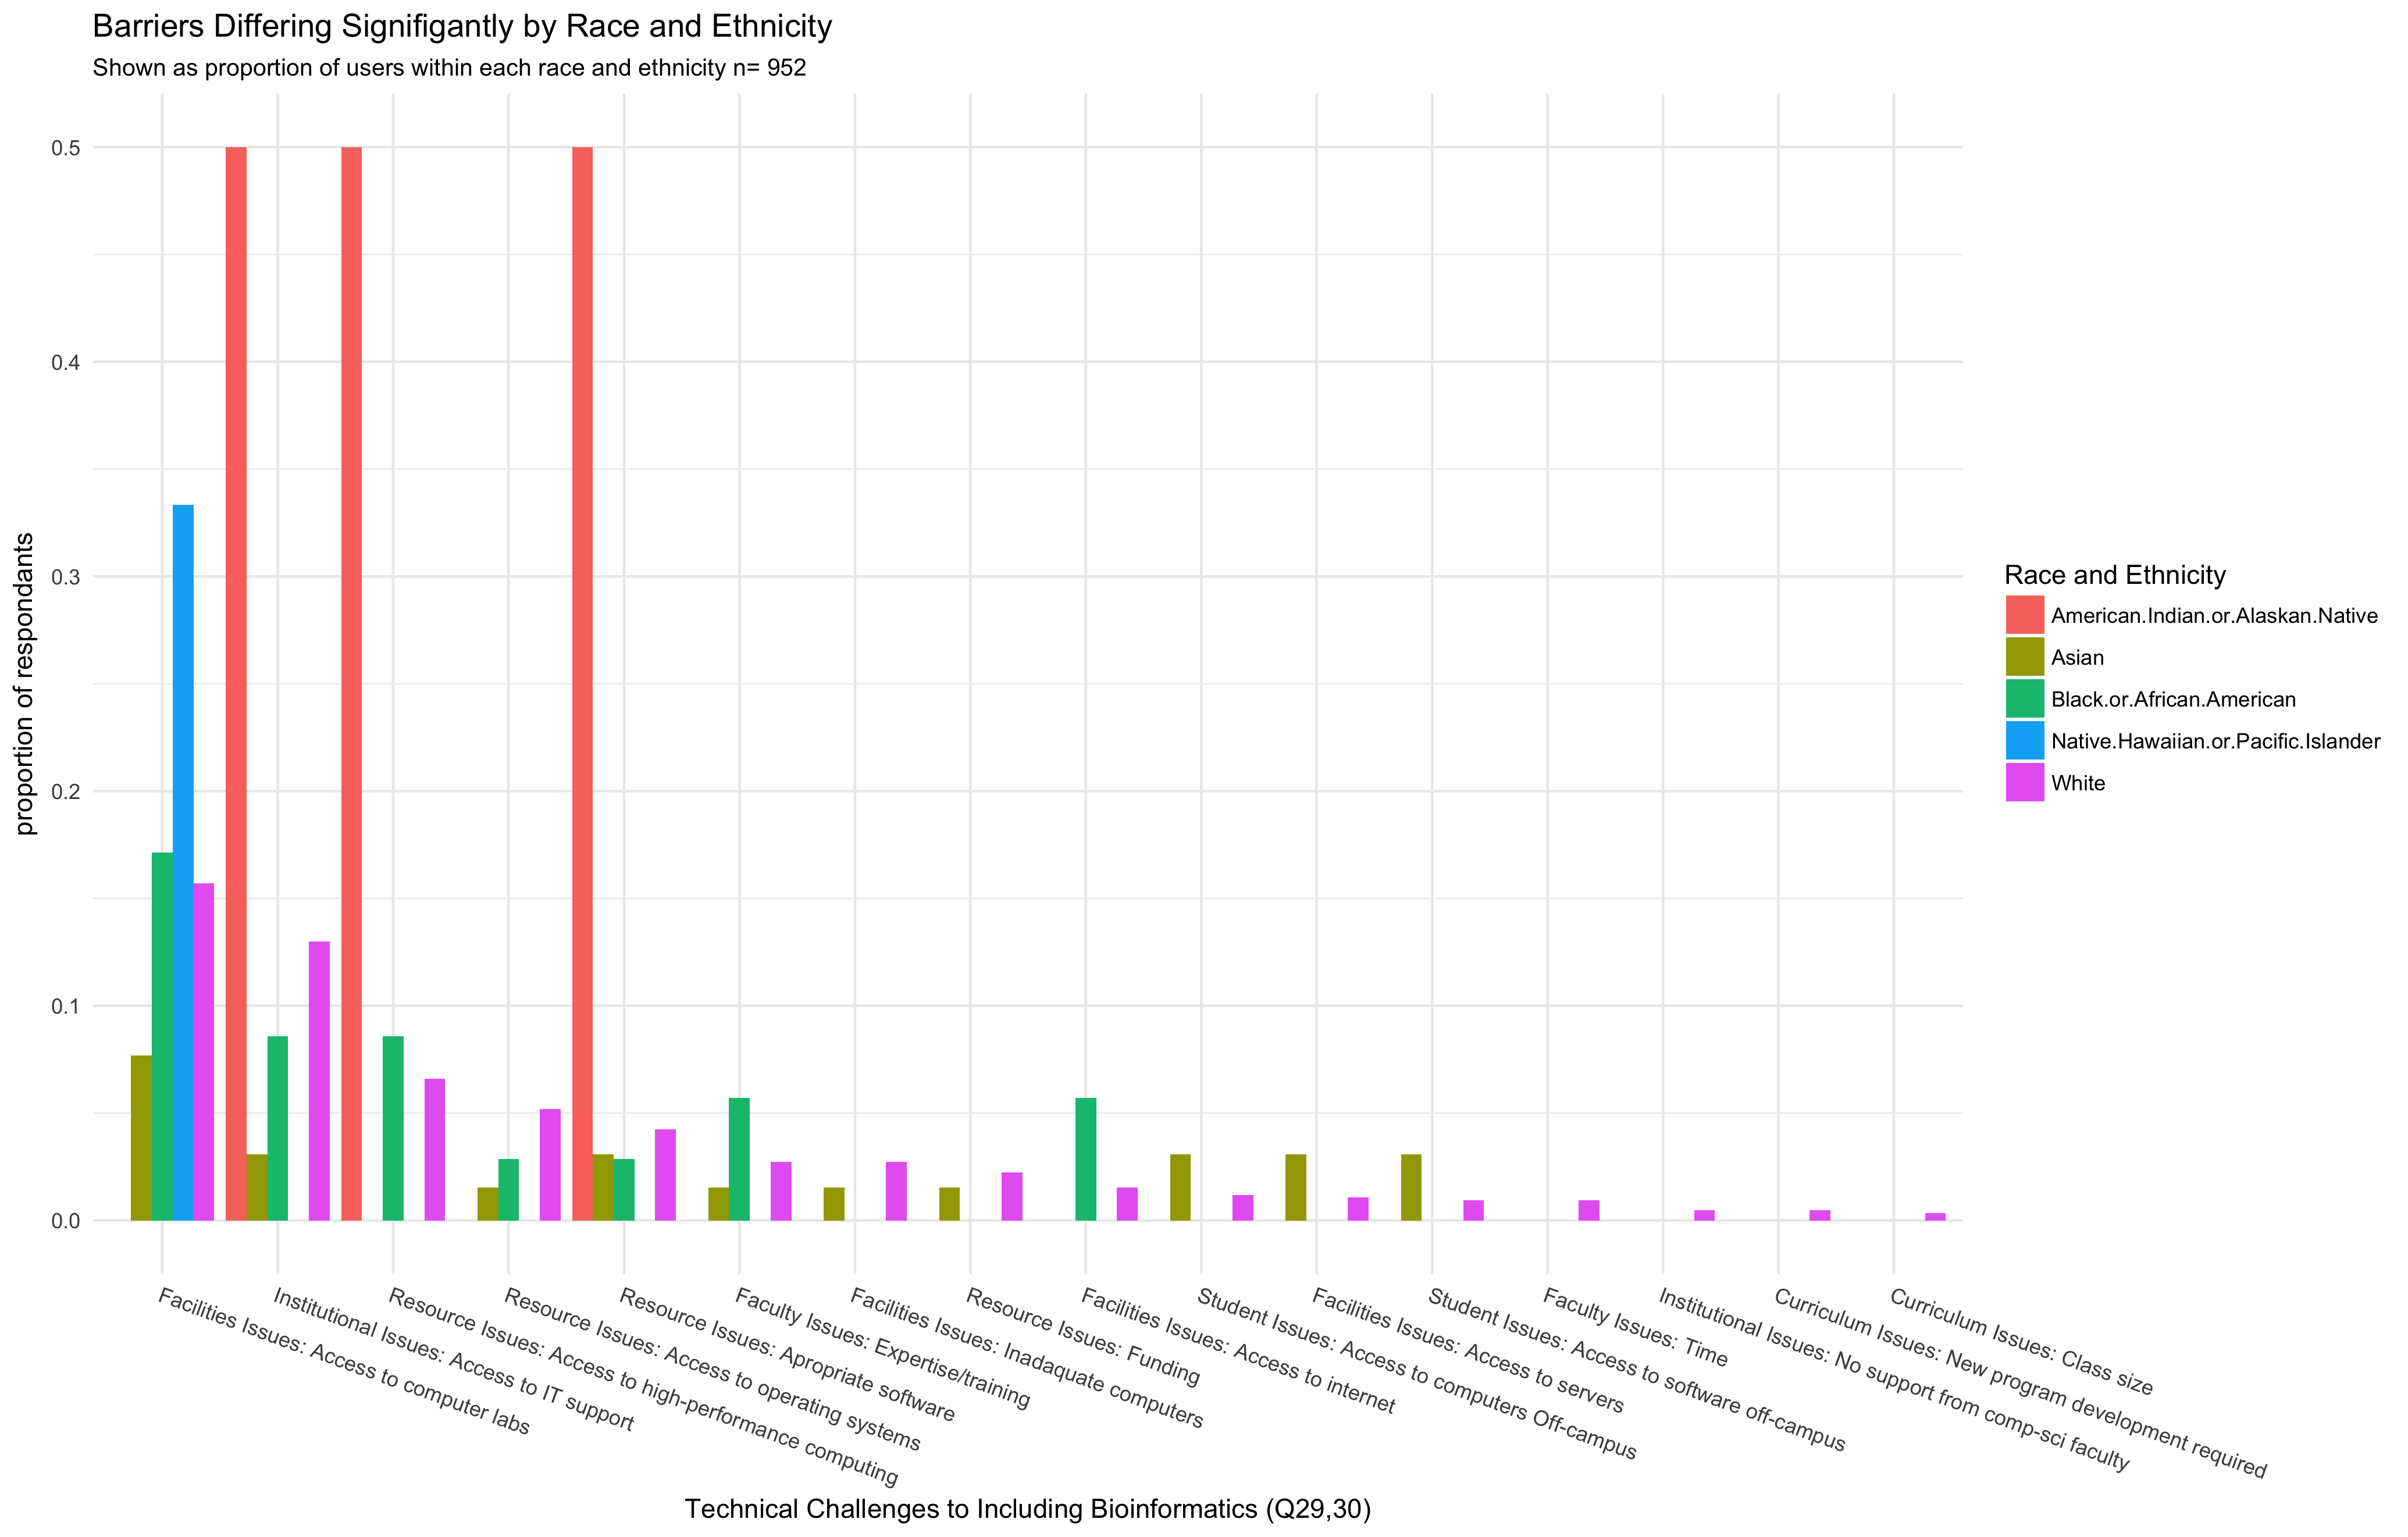 Barriers Differing Signifigantly by Race and Ethnicity
Shown as proportion of users within each race and ethnicity n= 952
proportion of respondants
0.5
0.4
0.3
0.2
0.1
0.0
Facilities Issues: Access to computer labs
Institutional Issues: Access to IT support
Resource Issues: Access to high-performance computing
Resource Issues: Access to operating systems
Resource Issues: Apropriate software
Faculty Issues: Expertise/training
Facilities Issues: Inadaquate computers
Resource Issues: Funding
Facilities Issues: Access to internet
Student Issues: Access to computers Off-campus
Facilities Issues: Access to servers
Student Issues: Access to software off-campus
Faculty Issues: Time
Institutional Issues: No support from comp-sci faculty
Curriculum Issues: New program development required
Curriculum Issues: Class size
Technical Challenges to Including Bioinformatics (Q29,30)
Race and Ethnicity
American.Indian.or.Alaskan.Native
Asian
Black.or.African.American
Native.Hawaiian.or.Pacific.Islander
White